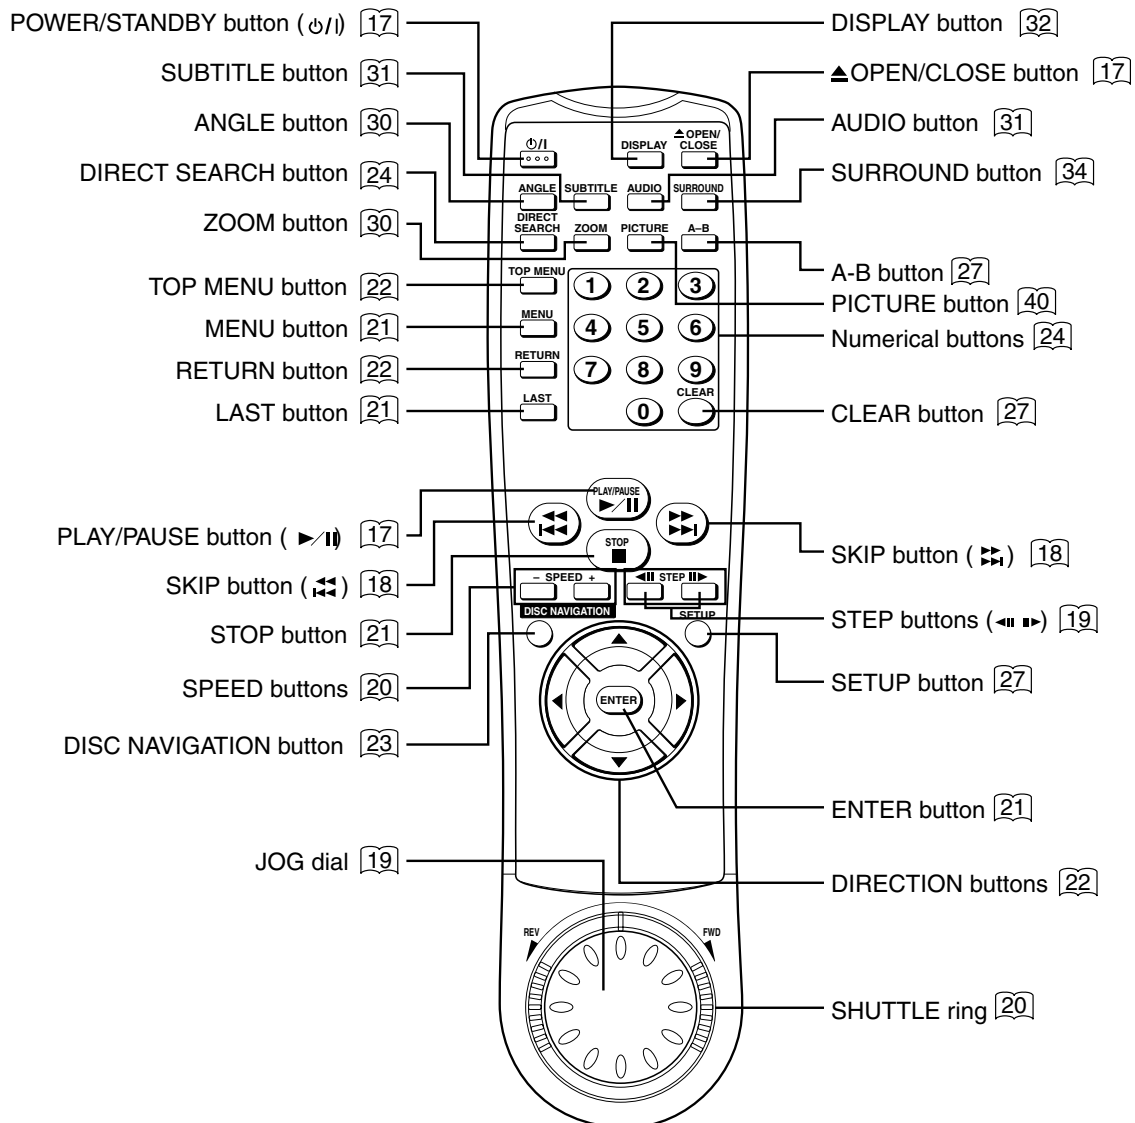 POWER/STANDBY button ( ⏻/I) 17
SUBTITLE button 31
ANGLE button 30
DIRECT SEARCH button 24
ZOOM button 30
TOP MENU button 22
MENU button 21
RETURN button 22
LAST button 21
PLAY/PAUSE button ( ►/II) 17
SKIP button ( ◄◄ I◄◄ ) 18
STOP button 21
SPEED buttons 20
DISC NAVIGATION button 23
JOG dial 19
DISPLAY button 32
▲OPEN/CLOSE button 17
AUDIO button 31
SURROUND button 34
A-B button 27
PICTURE button 40
Numerical buttons 24
CLEAR button 27
SKIP button ( ►► ►►I ) 18
STEP buttons (◄II II►) 19
SETUP button 27
ENTER button 21
DIRECTION buttons 22
SHUTTLE ring 20
⏻/I
DISPLAY
▲OPEN/
CLOSE
ANGLE
SUBTITLE
AUDIO
SURROUND
DIRECT
SEARCH
ZOOM
PICTURE
A–B
TOP MENU
1 2 3
MENU
4 5 6
RETURN
7 8 9
CLEAR
LAST
0
PLAY/PAUSE
►/II
◄◄
I◄◄
►►
►►I
STOP
■
– SPEED +
◄II STEP II►
DISC NAVIGATION
SETUP
ENTER
REV
FWD